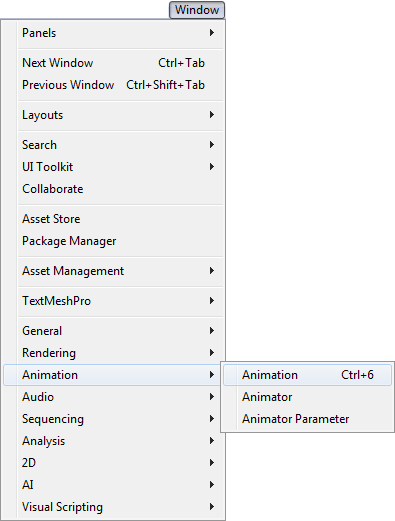 Window
Panels
Next Window Ctrl+Tab
Previous Window Ctrl+Shift+Tab
Layouts
Search
UI Toolkit
Collaborate
Asset Store
Package Manager
Asset Management
TextMeshPro
General
Rendering
Animation
Animation Ctrl+6
Audio
Animator
Sequencing
Animator Parameter
Analysis
2D
AI
Visual Scripting